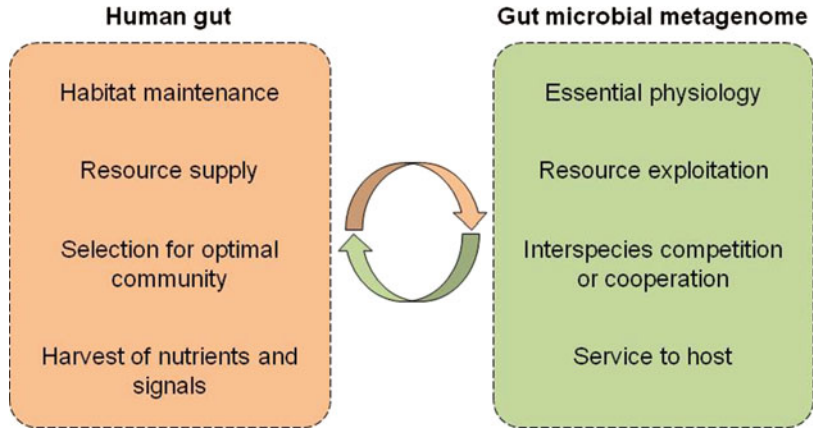 Human gut
Habitat maintenance
Resource supply
Selection for optimal
community
Harvest of nutrients and
signals
Gut microbial metagenome
Essential physiology
Resource exploitation
Interspecies competition
or cooperation
Service to host